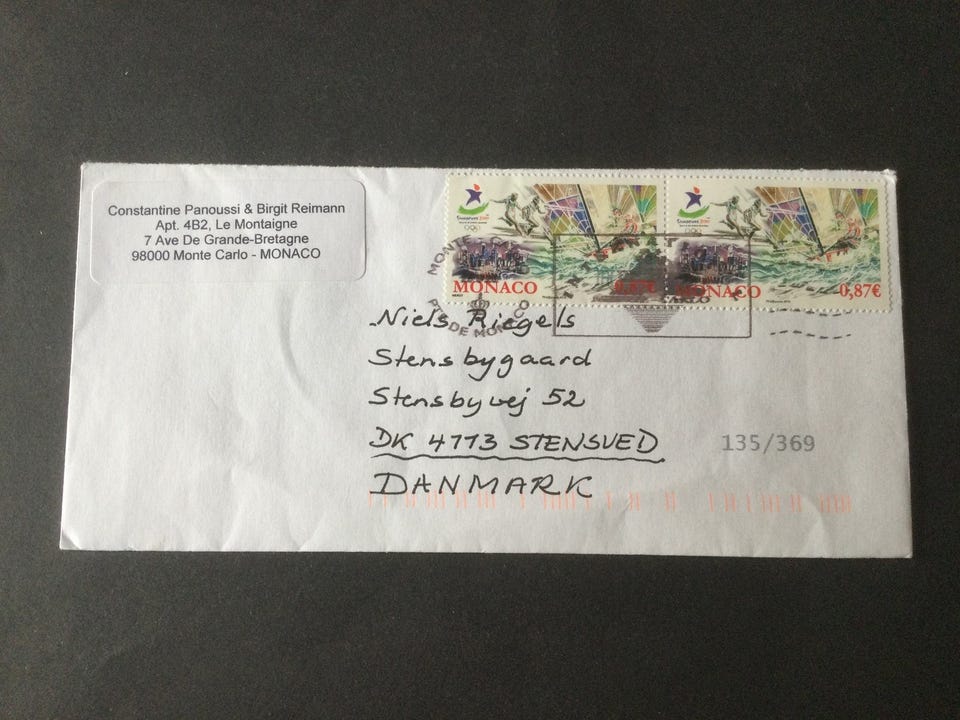 Constantine Panoussi & Birgit Reimann
Apt. 4B2, Le Montaigne
7 Ave De Grande-Bretagne
98000 Monte Carlo - MONACO
MONACO
0,87€
MONACO
0,87€
Niels Riegels
Stensbygaard
Stensbyvej 52
DK 4773 STENSVED
DANMARK
135/369